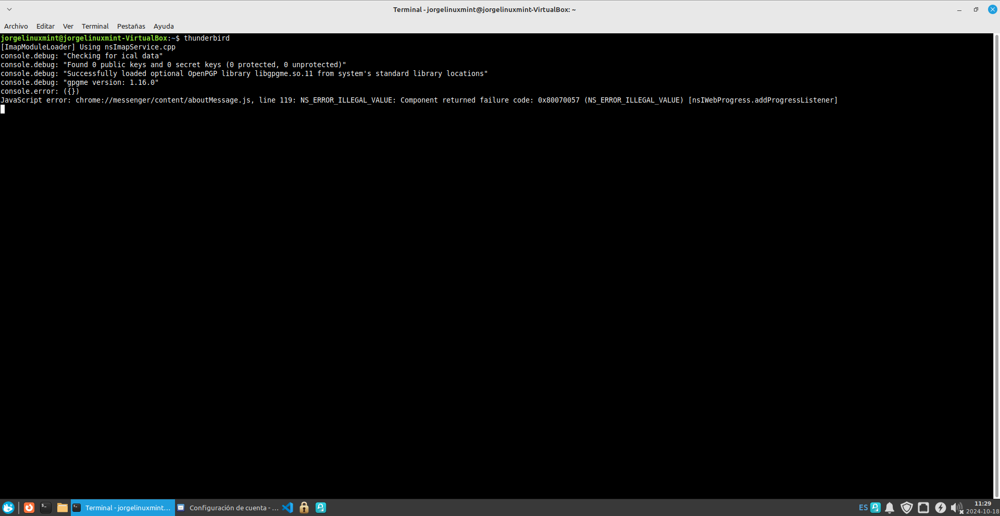 Terminal - jorgelinuxmint@jorgelinuxmint-VirtualBox: ~
Archivo Editar Ver Terminal Pestañas Ayuda
jorgelinuxmint@jorgelinuxmint-VirtualBox:~$ thunderbird
[ImapModuleLoader] Using nsImapService.cpp
console.debug: "Checking for ical data"
console.debug: "Found 0 public keys and 0 secret keys (0 protected, 0 unprotected)"
console.debug: "Successfully loaded optional OpenPGP library libgpgme.so.11 from system's standard library locations"
console.debug: "gpgme version: 1.16.0"
console.error: ({})
JavaScript error: chrome://messenger/content/aboutMessage.js, line 119: NS_ERROR_ILLEGAL_VALUE: Component returned failure code: 0x80070057 (NS_ERROR_ILLEGAL_VALUE) [nsIWebProgress.addProgressListener]
Terminal - jorgelinuxmint... Configuración de cuenta - ... ES 11:29
2024-10-18